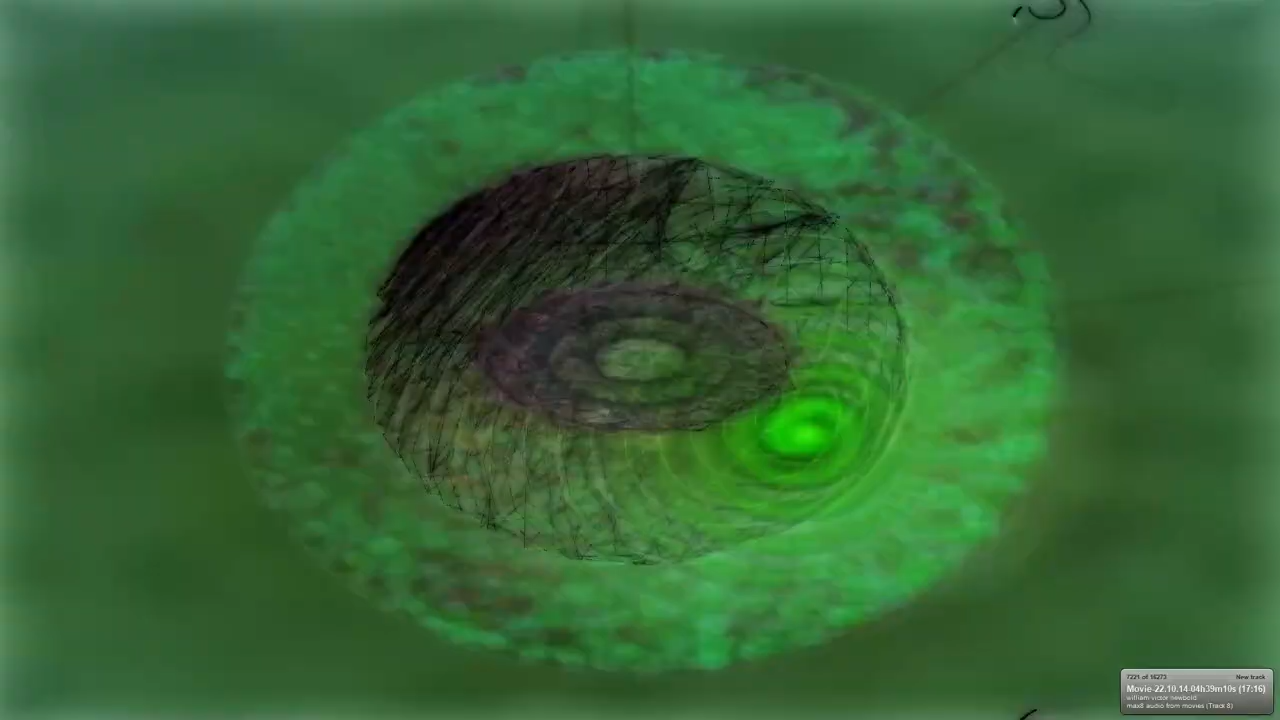 7221 of 16273 New track
Movie-22.10.14-04h39m10s (17:16)
william victor newbold
max8 audio from movies (Track 8)